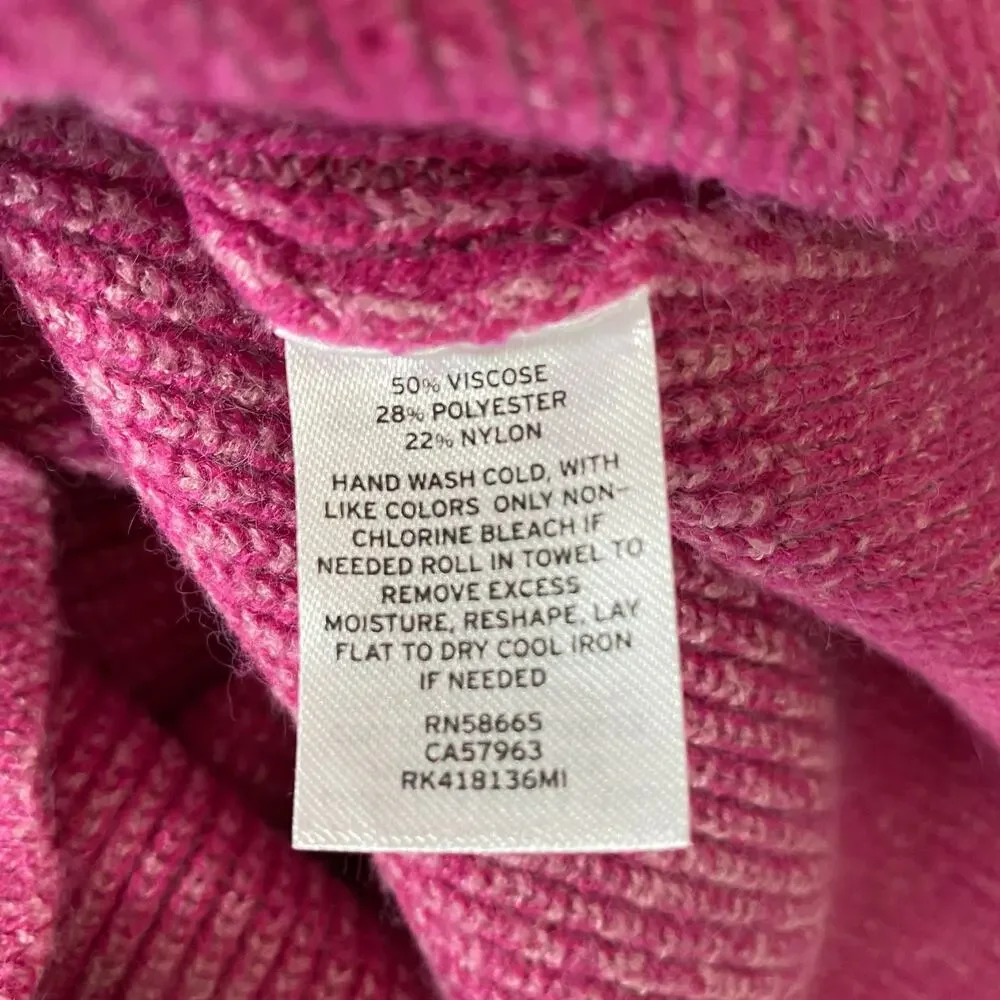 50% VISCOSE
28% POLYESTER
22% NYLON
HAND WASH COLD, WITH
LIKE COLORS ONLY NON-
CHLORINE BLEACH IF
NEEDED ROLL IN TOWEL TO
REMOVE EXCESS
MOISTURE, RESHAPE, LAY
FLAT TO DRY COOL IRON
IF NEEDED
RN58665
CA57963
RK418136MI